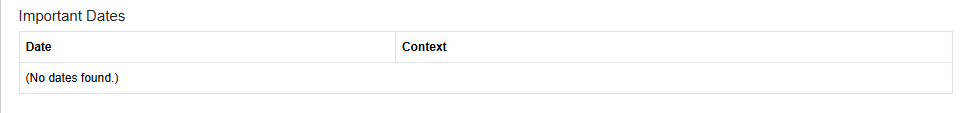 Important Dates
Date Context
(No dates found.)